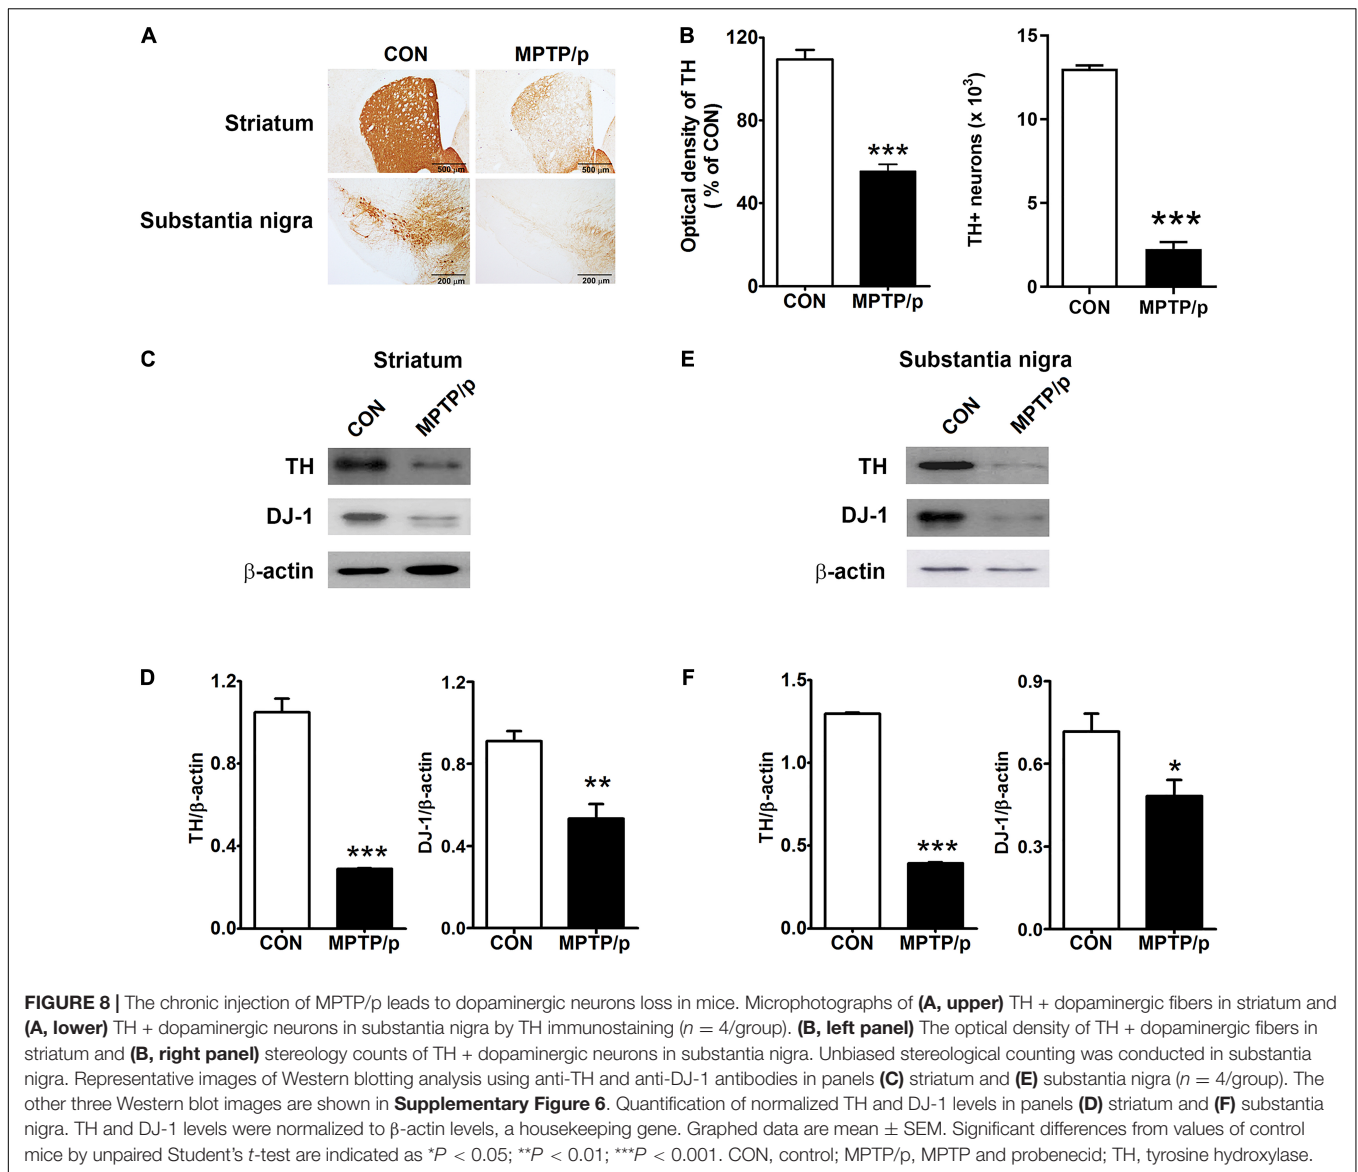 A
CON MPTP/p
Striatum
500 μm 500 μm
Substantia nigra
200 μm 200 μm
B
Optical density of TH
( % of CON)
120
80
40
0
***
CON MPTP/p
TH+ neurons (x 10³)
15
10
5
0
***
CON MPTP/p
C
Striatum
CON MPTP/p
TH
DJ-1
β-actin
E
Substantia nigra
CON MPTP/p
TH
DJ-1
β-actin
D
TH/β-actin
1.2
0.8
0.4
0.0
***
CON MPTP/p
DJ-1/β-actin
1.2
0.8
0.4
0.0
**
CON MPTP/p
F
TH/β-actin
1.5
1.0
0.5
0.0
***
CON MPTP/p
DJ-1/β-actin
0.9
0.6
0.3
0.0
*
CON MPTP/p
FIGURE 8 | The chronic injection of MPTP/p leads to dopaminergic neurons loss in mice. Microphotographs of (A, upper) TH + dopaminergic fibers in striatum and
(A, lower) TH + dopaminergic neurons in substantia nigra by TH immunostaining (n = 4/group). (B, left panel) The optical density of TH + dopaminergic fibers in
striatum and (B, right panel) stereology counts of TH + dopaminergic neurons in substantia nigra. Unbiased stereological counting was conducted in substantia
nigra. Representative images of Western blotting analysis using anti-TH and anti-DJ-1 antibodies in panels (C) striatum and (E) substantia nigra (n = 4/group). The
other three Western blot images are shown in Supplementary Figure 6. Quantification of normalized TH and DJ-1 levels in panels (D) striatum and (F) substantia
nigra. TH and DJ-1 levels were normalized to β-actin levels, a housekeeping gene. Graphed data are mean ± SEM. Significant differences from values of control
mice by unpaired Student's t-test are indicated as *P < 0.05; **P < 0.01; ***P < 0.001. CON, control; MPTP/p, MPTP and probenecid; TH, tyrosine hydroxylase.